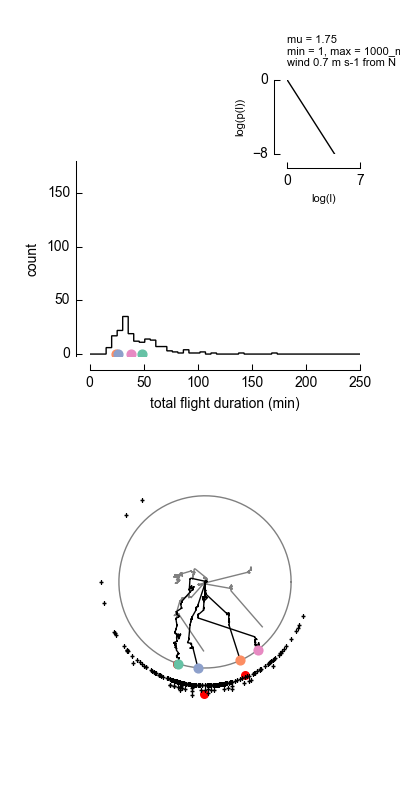 mu = 1.75
min = 1, max = 1000_m
wind 0.7 m s-1 from N
0
log(p(l))
−8
0 7
log(l)
150
100
count
50
0
0 50 100 150 200 250
total flight duration (min)